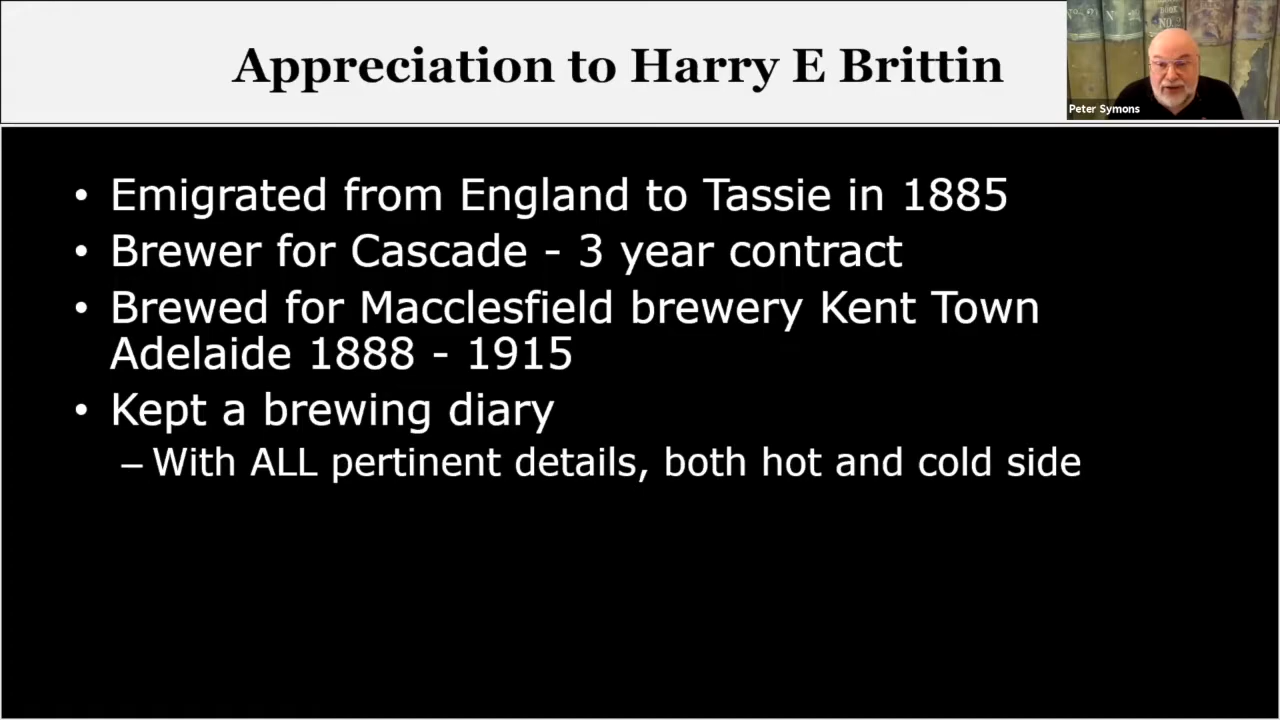 Appreciation to Harry E Brittin
Peter Symons
• Emigrated from England to Tassie in 1885
• Brewer for Cascade - 3 year contract
• Brewed for Macclesfield brewery Kent Town
Adelaide 1888 - 1915
• Kept a brewing diary
– With ALL pertinent details, both hot and cold side